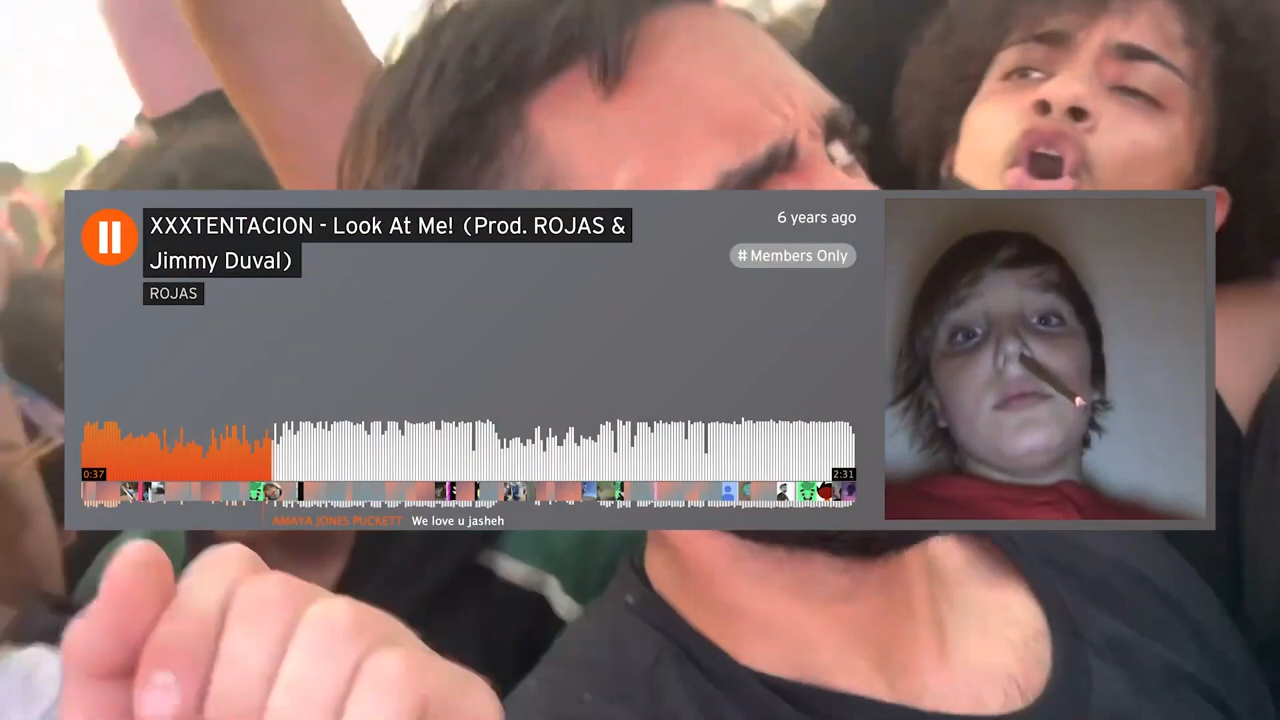 XXXTENTACION - Look At Me! (Prod. ROJAS &
Jimmy Duval)
ROJAS
6 years ago
# Members Only
0:37
2:31
AMAYA JONES PUCKETT We love u jasheh